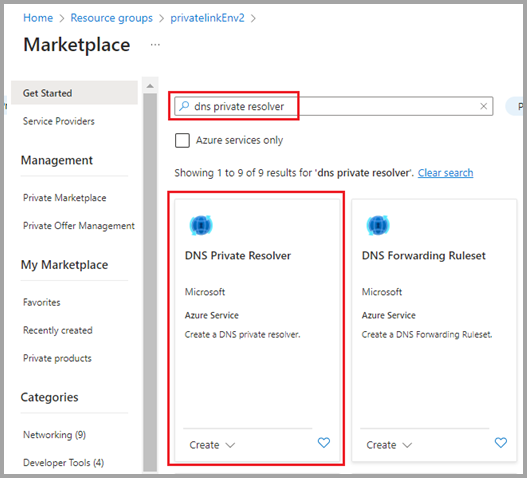 Home > Resource groups > privatelinkEnv2 >
Marketplace ...
Get Started
Service Providers
Management
Private Marketplace
Private Offer Management
My Marketplace
Favorites
Recently created
Private products
Categories
Networking (9)
Developer Tools (4)
dns private resolver
Azure services only
Showing 1 to 9 of 9 results for 'dns private resolver'. Clear search
DNS Private Resolver
Microsoft
Azure Service
Create a DNS private resolver.
Create
DNS Forwarding Ruleset
Microsoft
Azure Service
Create a DNS Forwarding Ruleset.
Create